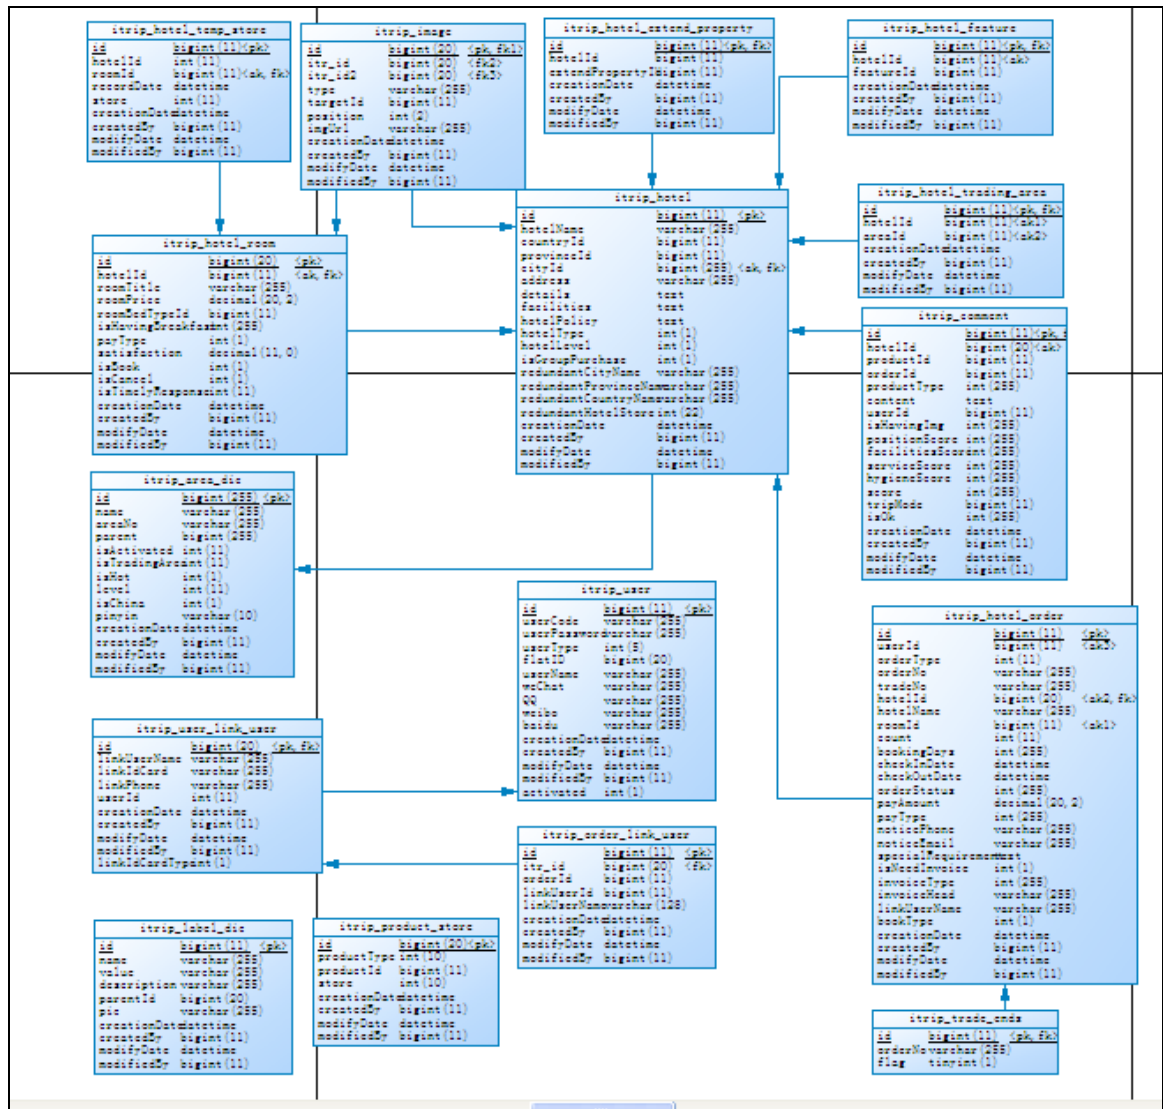 itrip_hotel_temp_store
id bigint(11)<pk>
hotelId int(11)
roomId bigint(11)<ak, fk>
recordDate datetime
store int(11)
creationDate datetime
createdBy bigint(11)
modifyDate datetime
modifiedBy bigint(11)
itrip_image
id bigint(20) <pk, fk1>
itr_id bigint(20) <fk2>
itr_id2 bigint(20) <fk3>
type varchar(255)
targetId bigint(11)
position int(2)
imgUrl varchar(255)
creationDate datetime
createdBy bigint(11)
modifyDate datetime
modifiedBy bigint(11)
itrip_hotel_extend_property
id bigint(11)<pk, fk>
hotelId bigint(11)
extendPropertyId bigint(11)
creationDate datetime
createdBy bigint(11)
modifyDate datetime
modifiedBy bigint(11)
itrip_hotel_feature
id bigint(11)<pk, fk>
hotelId bigint(11)<ak>
featureId bigint(11)
creationDate datetime
createdBy bigint(11)
modifyDate datetime
modifiedBy bigint(11)
itrip_hotel_room
id bigint(20) <pk>
hotelId bigint(11) <ak, fk>
roomTitle varchar(255)
roomPrice decimal(20,2)
roomBedTypeId bigint(11)
isHavingBreakfast int(255)
payType int(1)
satisfaction decimal(11,0)
isBook int(1)
isCancel int(1)
isTimelyResponse int(11)
creationDate datetime
createdBy bigint(11)
modifyDate datetime
modifiedBy bigint(11)
itrip_hotel
id bigint(11) <pk>
hotelName varchar(255)
countryId bigint(11)
provinceId bigint(11)
cityId bigint(255) <ak, fk>
address varchar(255)
details text
facilities text
hotelPolicy text
hotelType int(1)
hotelLevel int(1)
isGroupPurchase int(1)
redundantCityName varchar(255)
redundantProvinceName varchar(255)
redundantCountryName varchar(255)
redundantHotelStore int(22)
creationDate datetime
createdBy bigint(11)
modifyDate datetime
modifiedBy bigint(11)
itrip_hotel_trading_area
id bigint(11)<pk, fk>
hotelId bigint(11)<ak1>
areaId bigint(11)<ak2>
creationDate datetime
createdBy bigint(11)
modifyDate datetime
modifiedBy bigint(11)
itrip_comment
id bigint(11)<pk, f
hotelId bigint(20)<ak>
productId bigint(11)
orderId bigint(11)
productType int(255)
content text
userId bigint(11)
isHavingImg int(255)
positionScore int(255)
facilitiesScore int(255)
serviceScore int(255)
hygieneScore int(255)
score int(255)
tripMode bigint(11)
isOk int(255)
creationDate datetime
createdBy bigint(11)
modifyDate datetime
modifiedBy bigint(11)
itrip_area_dic
id bigint(255) <pk>
name varchar(255)
areaNo varchar(255)
parent bigint(255)
isActivated int(11)
isTradingArea int(11)
isHot int(1)
level int(11)
isChina int(1)
pinyin varchar(10)
creationDate datetime
createdBy bigint(11)
modifyDate datetime
modifiedBy bigint(11)
itrip_user
id bigint(11) <pk>
userCode varchar(255)
userPassword varchar(255)
userType int(5)
flatID bigint(20)
userName varchar(255)
weChat varchar(255)
QQ varchar(255)
weibo varchar(255)
baidu varchar(255)
creationDate datetime
createdBy bigint(11)
modifyDate datetime
modifiedBy bigint(11)
activated int(1)
itrip_hotel_order
id bigint(11) <pk>
userId bigint(11) <ak3>
orderType int(11)
orderNo varchar(255)
tradeNo varchar(255)
hotelId bigint(20) <ak2, fk>
hotelName varchar(255)
roomId bigint(11) <ak1>
count int(11)
bookingDays int(255)
checkInDate datetime
checkOutDate datetime
orderStatus int(255)
payAmount decimal(20,2)
payType int(255)
noticePhone varchar(255)
noticeEmail varchar(255)
specialRequirement text
isNeedInvoice int(1)
invoiceType int(255)
invoiceHead varchar(255)
linkUserName varchar(255)
bookType int(1)
creationDate datetime
createdBy bigint(11)
modifyDate datetime
modifiedBy bigint(11)
itrip_user_link_user
id bigint(20) <pk, fk>
linkUserName varchar(255)
linkIdCard varchar(255)
linkPhone varchar(255)
userId int(11)
creationDate datetime
createdBy bigint(11)
modifyDate datetime
modifiedBy bigint(11)
linkIdCardType int(1)
itrip_order_link_user
id bigint(11) <pk>
itr_id bigint(20) <fk>
orderId bigint(11)
linkUserId bigint(11)
linkUserName varchar(128)
creationDate datetime
createdBy bigint(11)
modifyDate datetime
modifiedBy bigint(11)
itrip_label_dic
id bigint(11) <pk>
name varchar(255)
value varchar(255)
description varchar(255)
parentId bigint(20)
pic varchar(255)
creationDate datetime
createdBy bigint(11)
modifyDate datetime
modifiedBy bigint(11)
itrip_product_store
id bigint(20)<pk>
productType int(10)
productId bigint(11)
store int(10)
creationDate datetime
createdBy bigint(11)
modifyDate datetime
modifiedBy bigint(11)
itrip_trade_ends
id bigint(11) <pk, fk>
orderNo varchar(255)
flag tinyint(1)